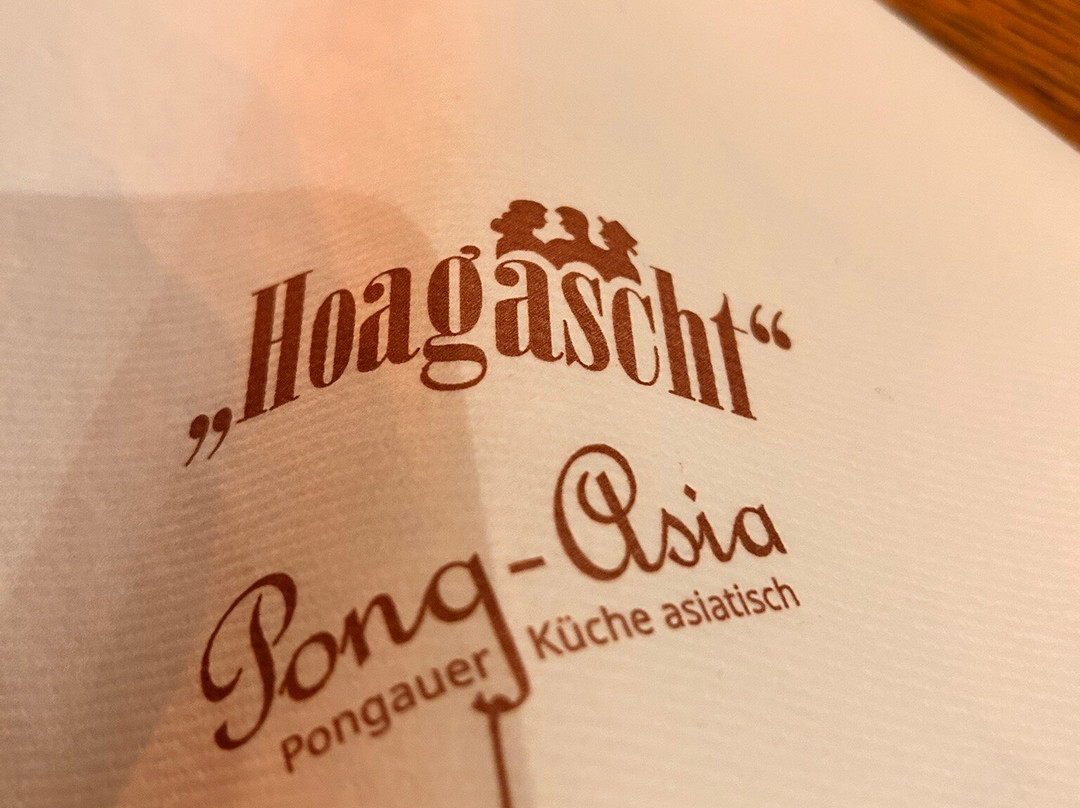 „Hoagascht“
Pong-Asia
Pongauer Küche asiatisch